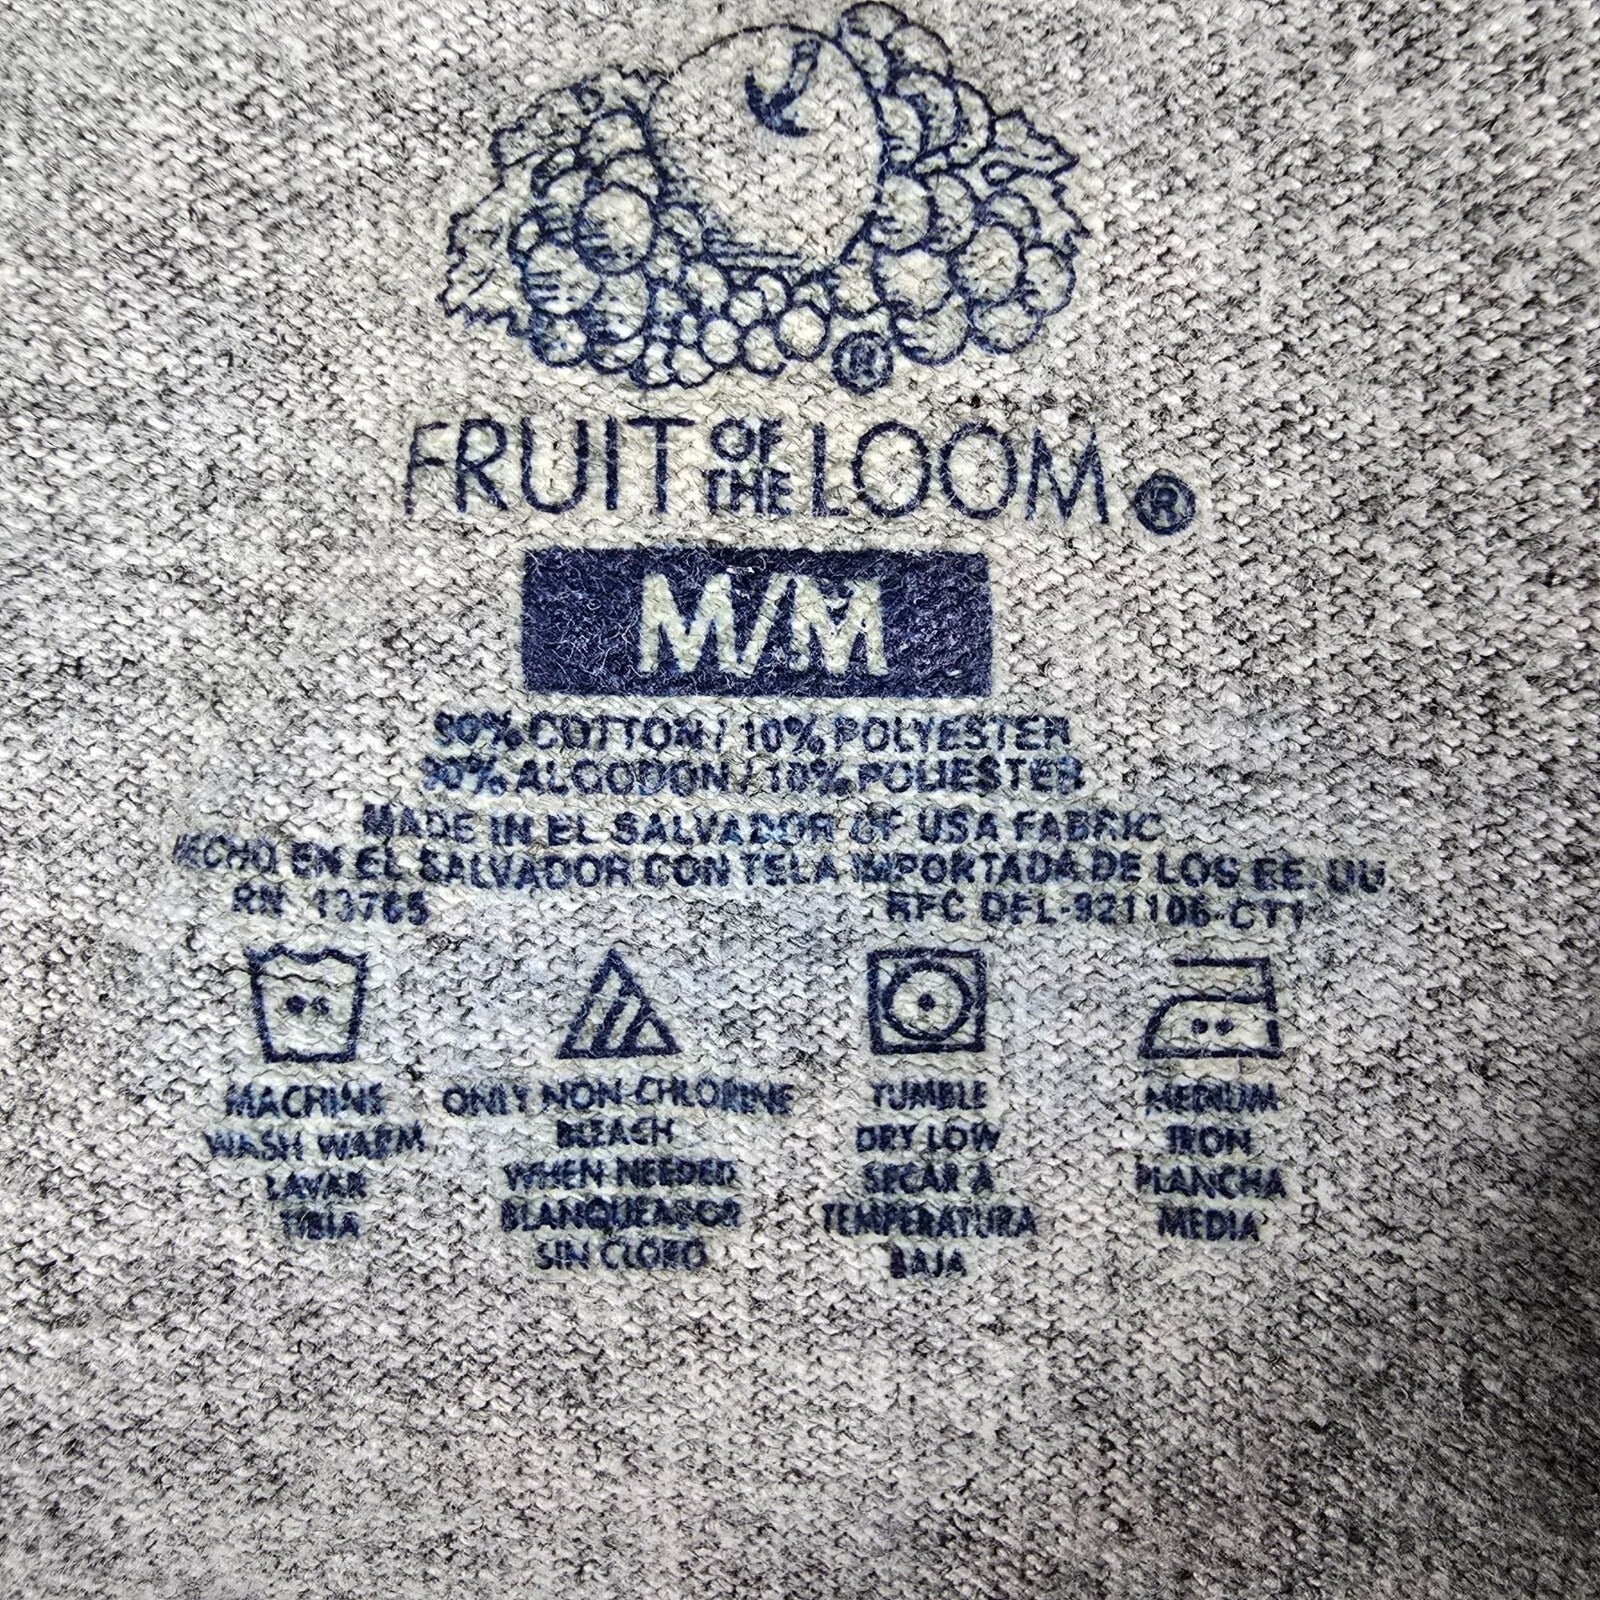 ®
FRUIT OF THE LOOM ®
M/M
90% COTTON / 10% POLYESTER
90% ALGODON / 10% POLIESTER
MADE IN EL SALVADOR OF USA FABRIC
HECHO EN EL SALVADOR CON TELA IMPORTADA DE LOS EE. UU.
RN 13765 RFC DFL-921106-CT1
MACHINE
WASH WARM
LAVAR
TIBIA
ONLY NON-CHLORINE
BLEACH
WHEN NEEDED
BLANQUEADOR
SIN CLORO
TUMBLE
DRY LOW
SECAR A
TEMPERATURA
BAJA
MEDIUM
IRON
PLANCHA
MEDIA